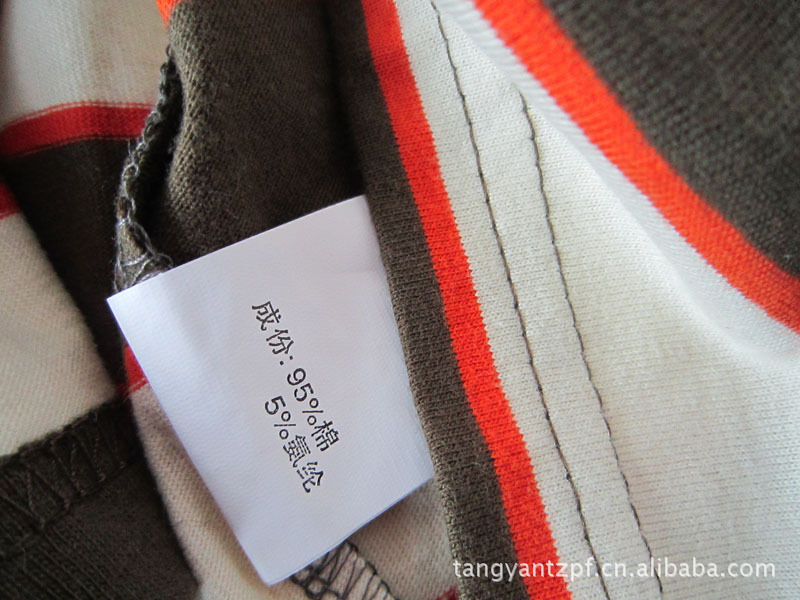 成份: 95%棉
5%氨纶
tangyantzpf.cn.alibaba.com